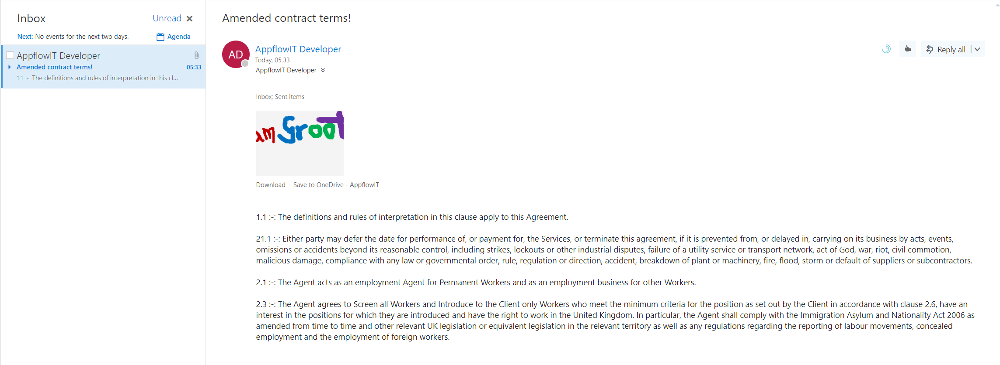 Inbox
Unread
Next: No events for the next two days.
Agenda
AppflowIT Developer
Amended contract terms!
05:33
1.1 :-: The definitions and rules of interpretation in this cl...
Amended contract terms!
AD
AppflowIT Developer
Today, 05:33
AppflowIT Developer
Reply all
Inbox; Sent Items
am Groot
Download
Save to OneDrive - AppflowIT
1.1 :-: The definitions and rules of interpretation in this clause apply to this Agreement.
21.1 :-: Either party may defer the date for performance of, or payment for, the Services, or terminate this agreement, if it is prevented from, or delayed in, carrying on its business by acts, events,
omissions or accidents beyond its reasonable control, including strikes, lockouts or other industrial disputes, failure of a utility service or transport network, act of God, war, riot, civil commotion,
malicious damage, compliance with any law or governmental order, rule, regulation or direction, accident, breakdown of plant or machinery, fire, flood, storm or default of suppliers or subcontractors.
2.1 :-: The Agent acts as an employment Agent for Permanent Workers and as an employment business for other Workers.
2.3 :-: The Agent agrees to Screen all Workers and Introduce to the Client only Workers who meet the minimum criteria for the position as set out by the Client in accordance with clause 2.6, have an
interest in the positions for which they are introduced and have the right to work in the United Kingdom. In particular, the Agent shall comply with the Immigration Asylum and Nationality Act 2006 as
amended from time to time and other relevant UK legislation or equivalent legislation in the relevant territory as well as any regulations regarding the reporting of labour movements, concealed
employment and the employment of foreign workers.